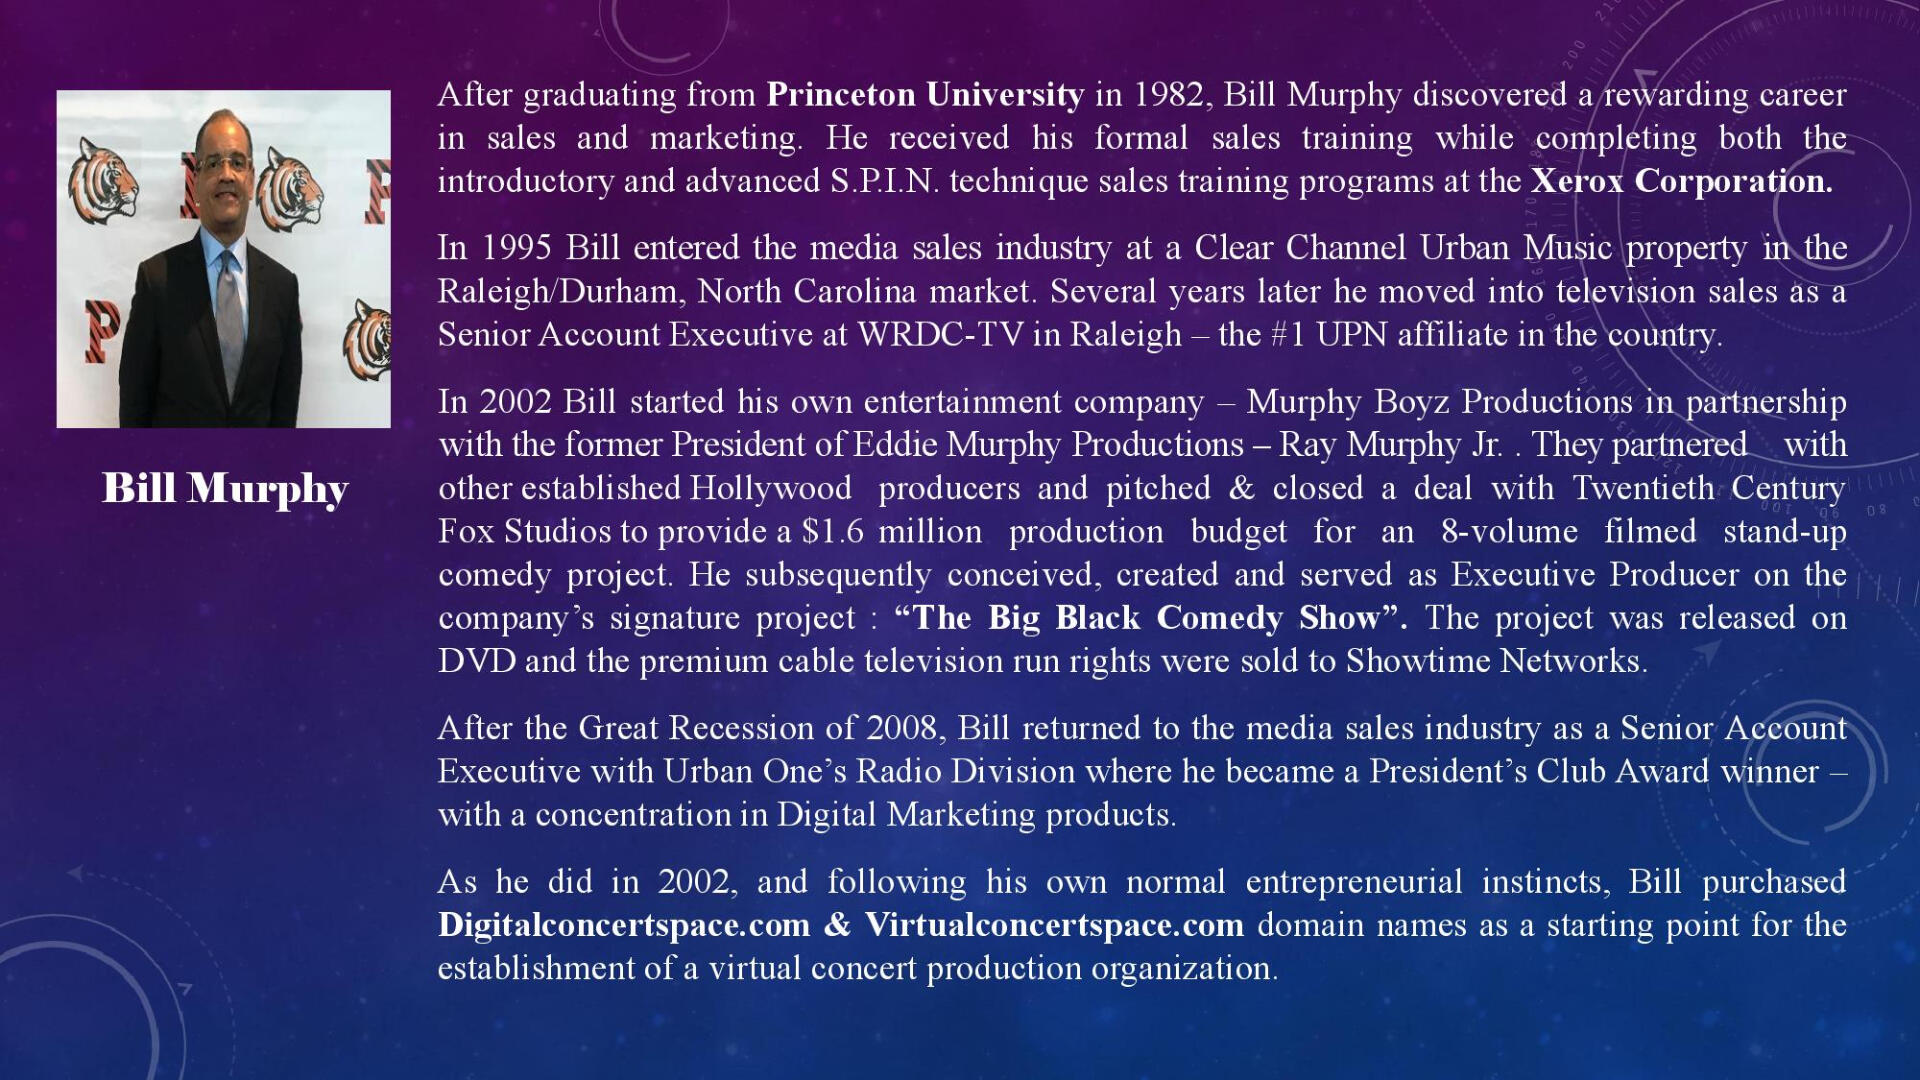 After graduating from Princeton University in 1982, Bill Murphy discovered a rewarding career
in sales and marketing. He received his formal sales training while completing both the
introductory and advanced S.P.I.N. technique sales training programs at the Xerox Corporation.
In 1995 Bill entered the media sales industry at a Clear Channel Urban Music property in the
Raleigh/Durham, North Carolina market. Several years later he moved into television sales as a
Senior Account Executive at WRDC-TV in Raleigh – the #1 UPN affiliate in the country.
In 2002 Bill started his own entertainment company – Murphy Boyz Productions in partnership
with the former President of Eddie Murphy Productions – Ray Murphy Jr. . They partnered with
other established Hollywood producers and pitched & closed a deal with Twentieth Century
Fox Studios to provide a $1.6 million production budget for an 8-volume filmed stand-up
comedy project. He subsequently conceived, created and served as Executive Producer on the
company’s signature project : “The Big Black Comedy Show”. The project was released on
DVD and the premium cable television run rights were sold to Showtime Networks.
After the Great Recession of 2008, Bill returned to the media sales industry as a Senior Account
Executive with Urban One’s Radio Division where he became a President’s Club Award winner –
with a concentration in Digital Marketing products.
As he did in 2002, and following his own normal entrepreneurial instincts, Bill purchased
Digitalconcertspace.com & Virtualconcertspace.com domain names as a starting point for the
establishment of a virtual concert production organization.
Bill Murphy
P
P